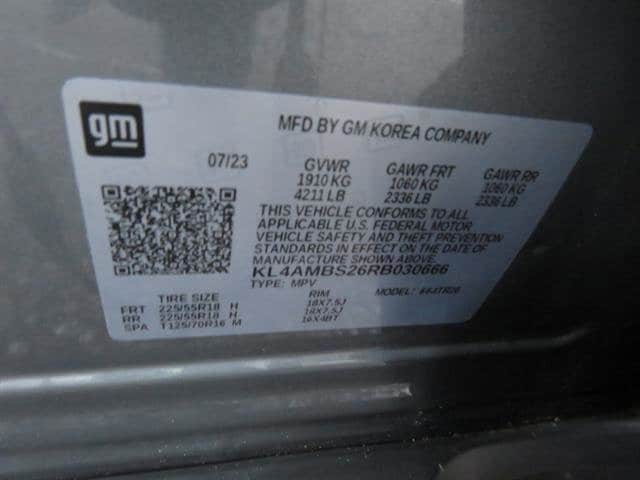 gm
MFD BY GM KOREA COMPANY
07/23 GVWR GAWR FRT GAWR RR
1910 KG 1060 KG 1060 KG
4211 LB 2336 LB 2336 LB
THIS VEHICLE CONFORMS TO ALL
APPLICABLE U.S. FEDERAL MOTOR
VEHICLE SAFETY AND THEFT PREVENTION
STANDARDS IN EFFECT ON THE DATE OF
MANUFACTURE SHOWN ABOVE.
KL4AMBS26RB030666
TYPE: MPV MODEL:
TIRE SIZE RIM
FRT 225/55R18 H 18X7.5J
RR 225/55R18 H 18X7.5J
SPA T125/70R16 M 16X4BT